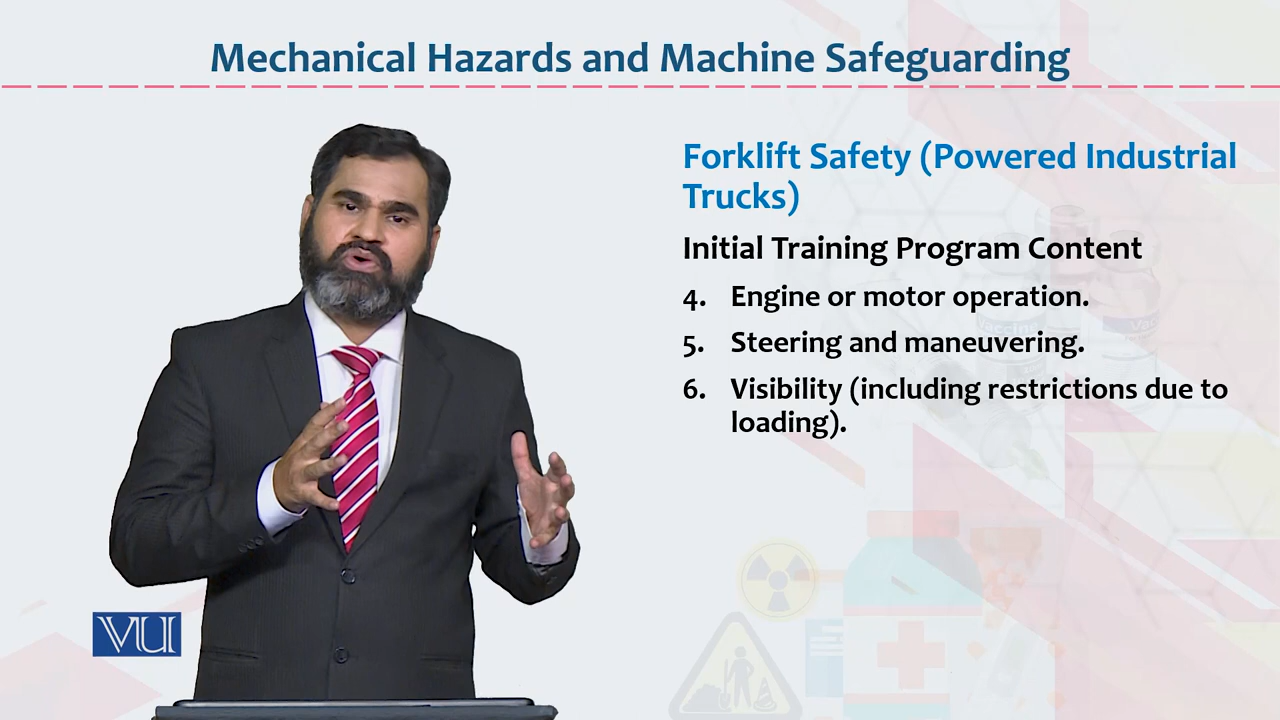 Mechanical Hazards and Machine Safeguarding
Forklift Safety (Powered Industrial
Trucks)
Initial Training Program Content
4. Engine or motor operation.
5. Steering and maneuvering.
6. Visibility (including restrictions due to
loading).
Vaccine
VU